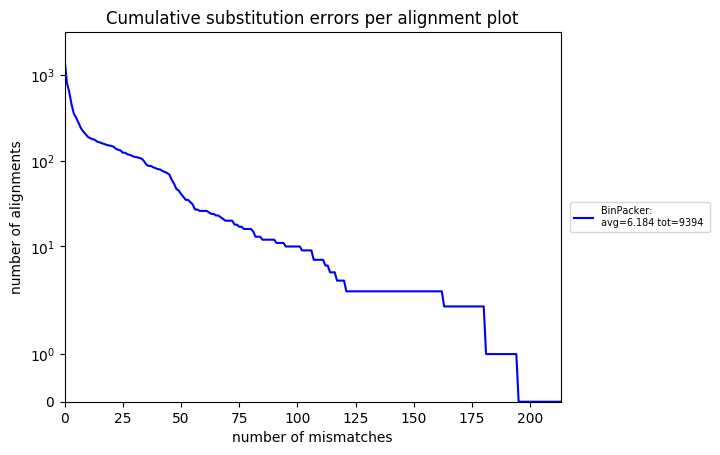 Cumulative substitution errors per alignment plot
number of alignments
10³
10²
10¹
10⁰
0
0 25 50 75 100 125 150 175 200
number of mismatches
BinPacker:
avg=6.184 tot=9394